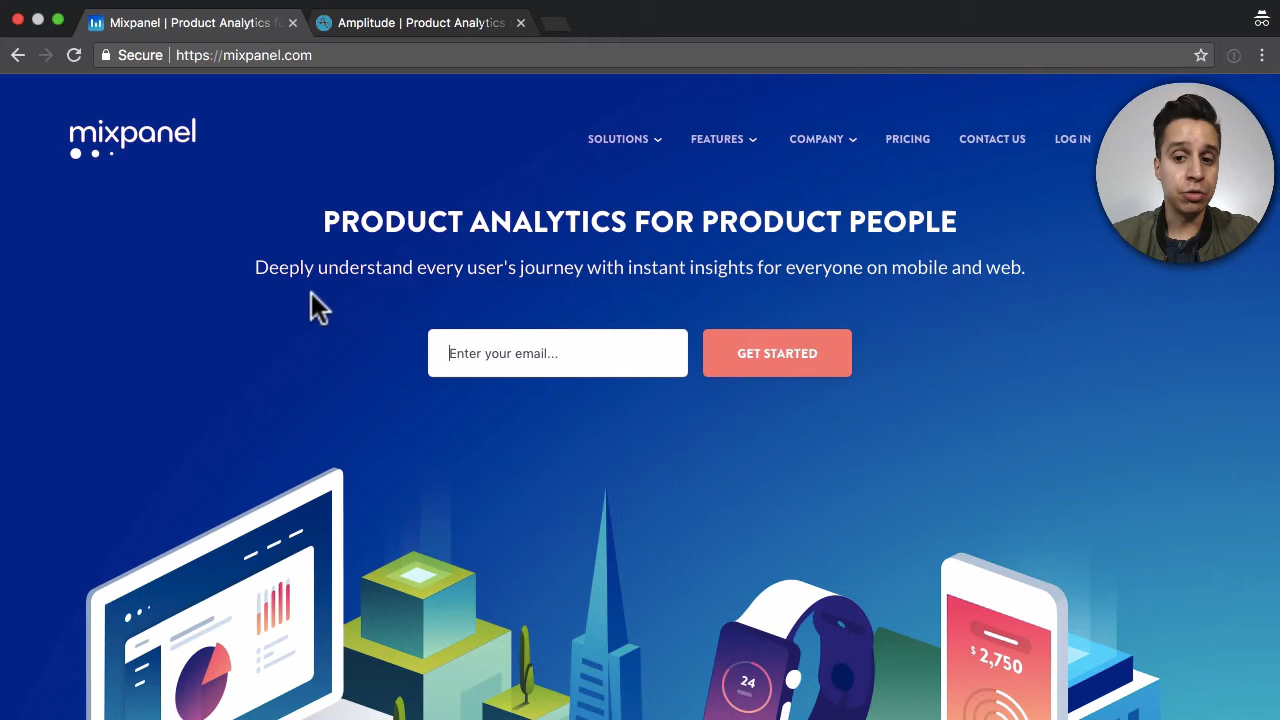 Mixpanel | Product Analytics fo
Amplitude | Product Analytics
Secure
https://mixpanel.com
mixpanel
SOLUTIONS
FEATURES
COMPANY
PRICING
CONTACT US
LOG IN
PRODUCT ANALYTICS FOR PRODUCT PEOPLE
Deeply understand every user's journey with instant insights for everyone on mobile and web.
Enter your email...
GET STARTED
24
$ 2,750